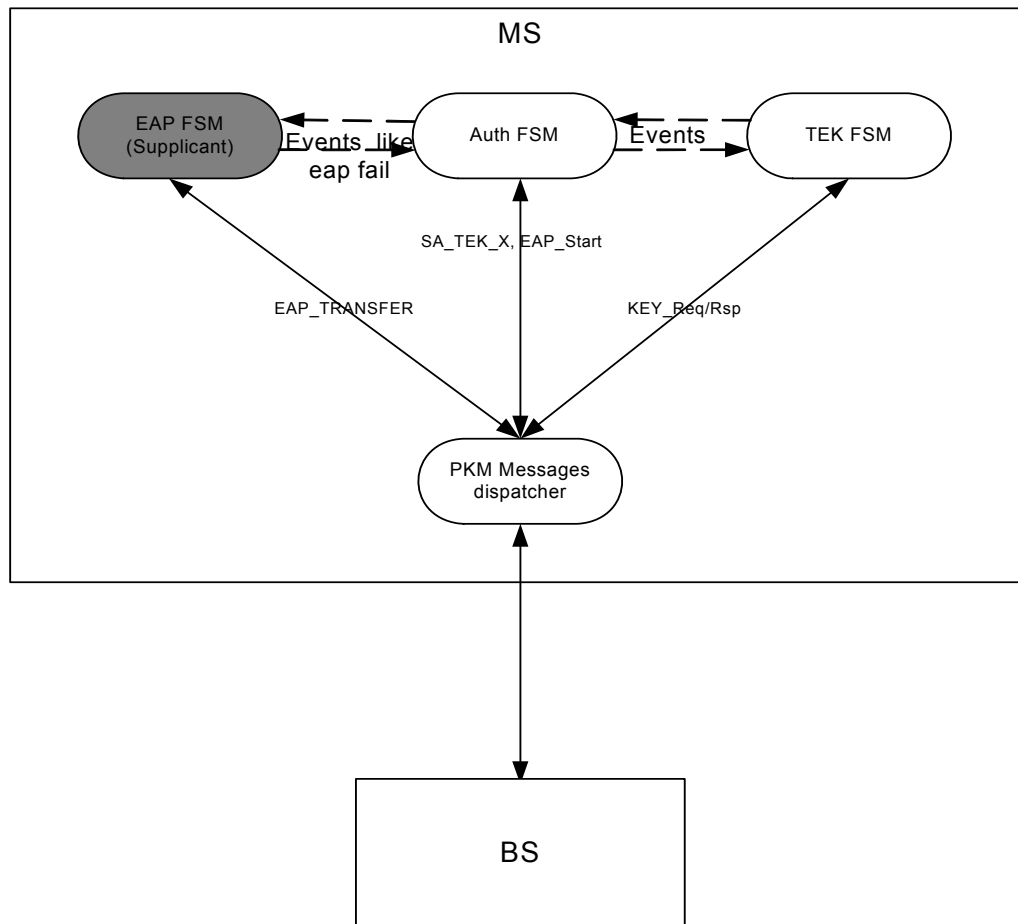 MS
EAP FSM
(Supplicant)
Events like
eap fail
Auth FSM
Events
TEK FSM
SA_TEK_X, EAP_Start
EAP_TRANSFER
KEY_Req/Rsp
PKM Messages
dispatcher
BS